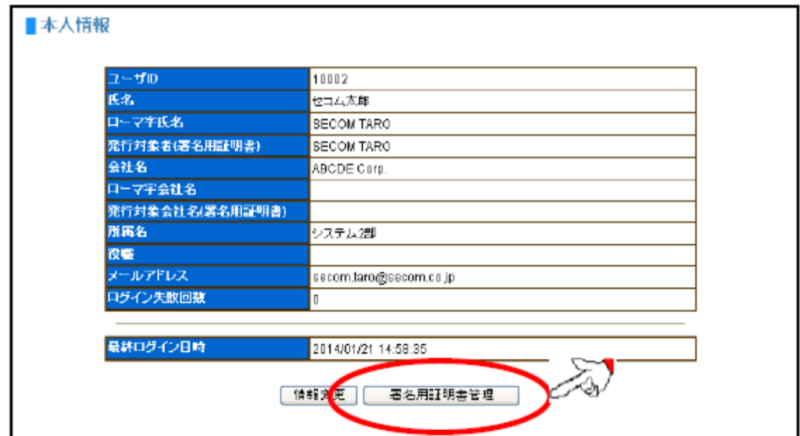 本人情報
ユーザID 10002
氏名 セコム太郎
ローマ字氏名 SECOM TARO
発行対象者(署名用証明書) SECOM TARO
会社名 ABCDE Corp.
ローマ字会社名
発行対象会社名(署名用証明書)
所属名 システム2部
役職
メールアドレス secom.taro@secom.co.jp
ログイン失敗回数 0
最終ログイン日時 2014/01/21 14:58:35
情報変更 署名用証明書管理